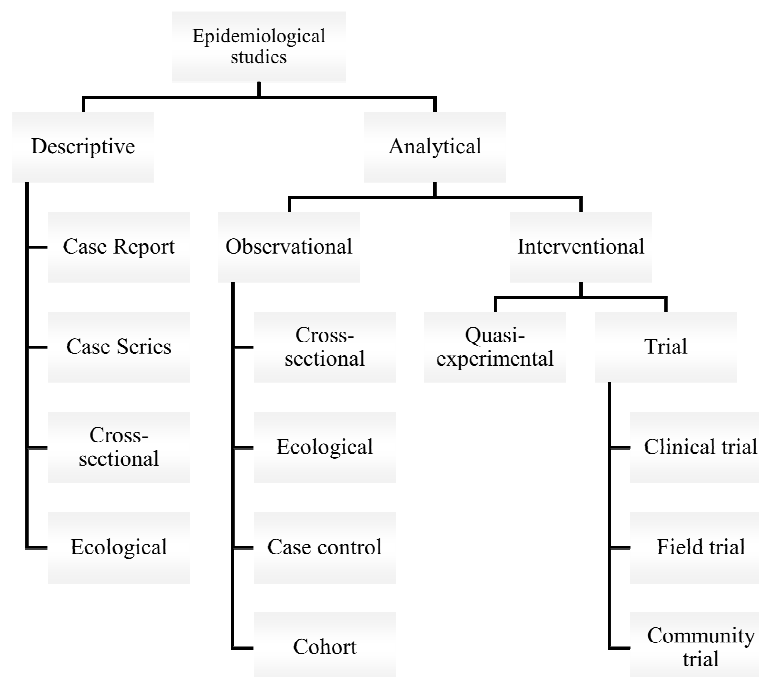 Epidemiological
studies
Descriptive
Analytical
Case Report
Observational
Interventional
Case Series
Cross-
sectional
Quasi-
experimental
Trial
Cross-
sectional
Ecological
Clinical trial
Ecological
Case control
Field trial
Cohort
Community
trial